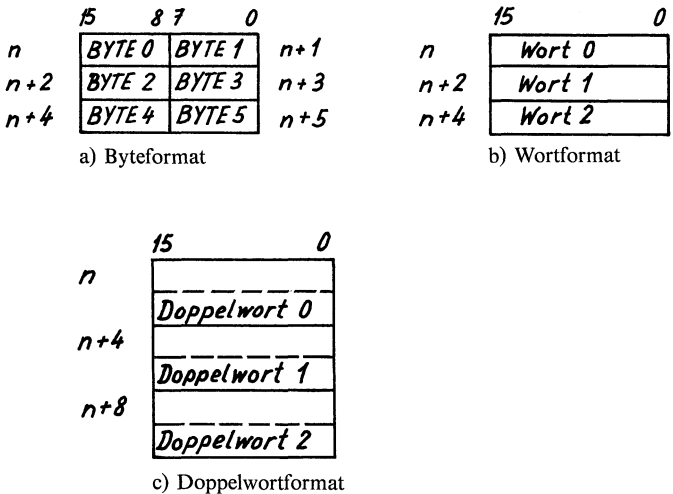 15 8 7 0
n BYTE 0 BYTE 1 n+1
n+2 BYTE 2 BYTE 3 n+3
n+4 BYTE 4 BYTE 5 n+5
a) Byteformat
15 0
n Wort 0
n+2 Wort 1
n+4 Wort 2
b) Wortformat
15 0
n
Doppelwort 0
n+4
Doppelwort 1
n+8
Doppelwort 2
c) Doppelwortformat